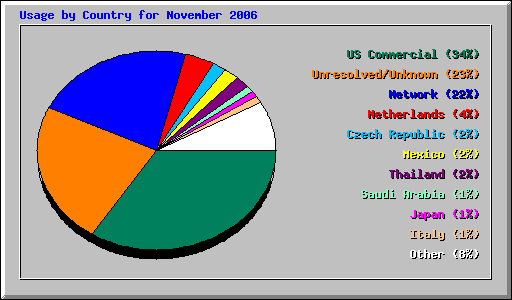 Usage by Country for November 2006
US Commercial (34%)
Unresolved/Unknown (23%)
Network (22%)
Netherlands (4%)
Czech Republic (2%)
Mexico (2%)
Thailand (2%)
Saudi Arabia (1%)
Japan (1%)
Italy (1%)
Other (8%)